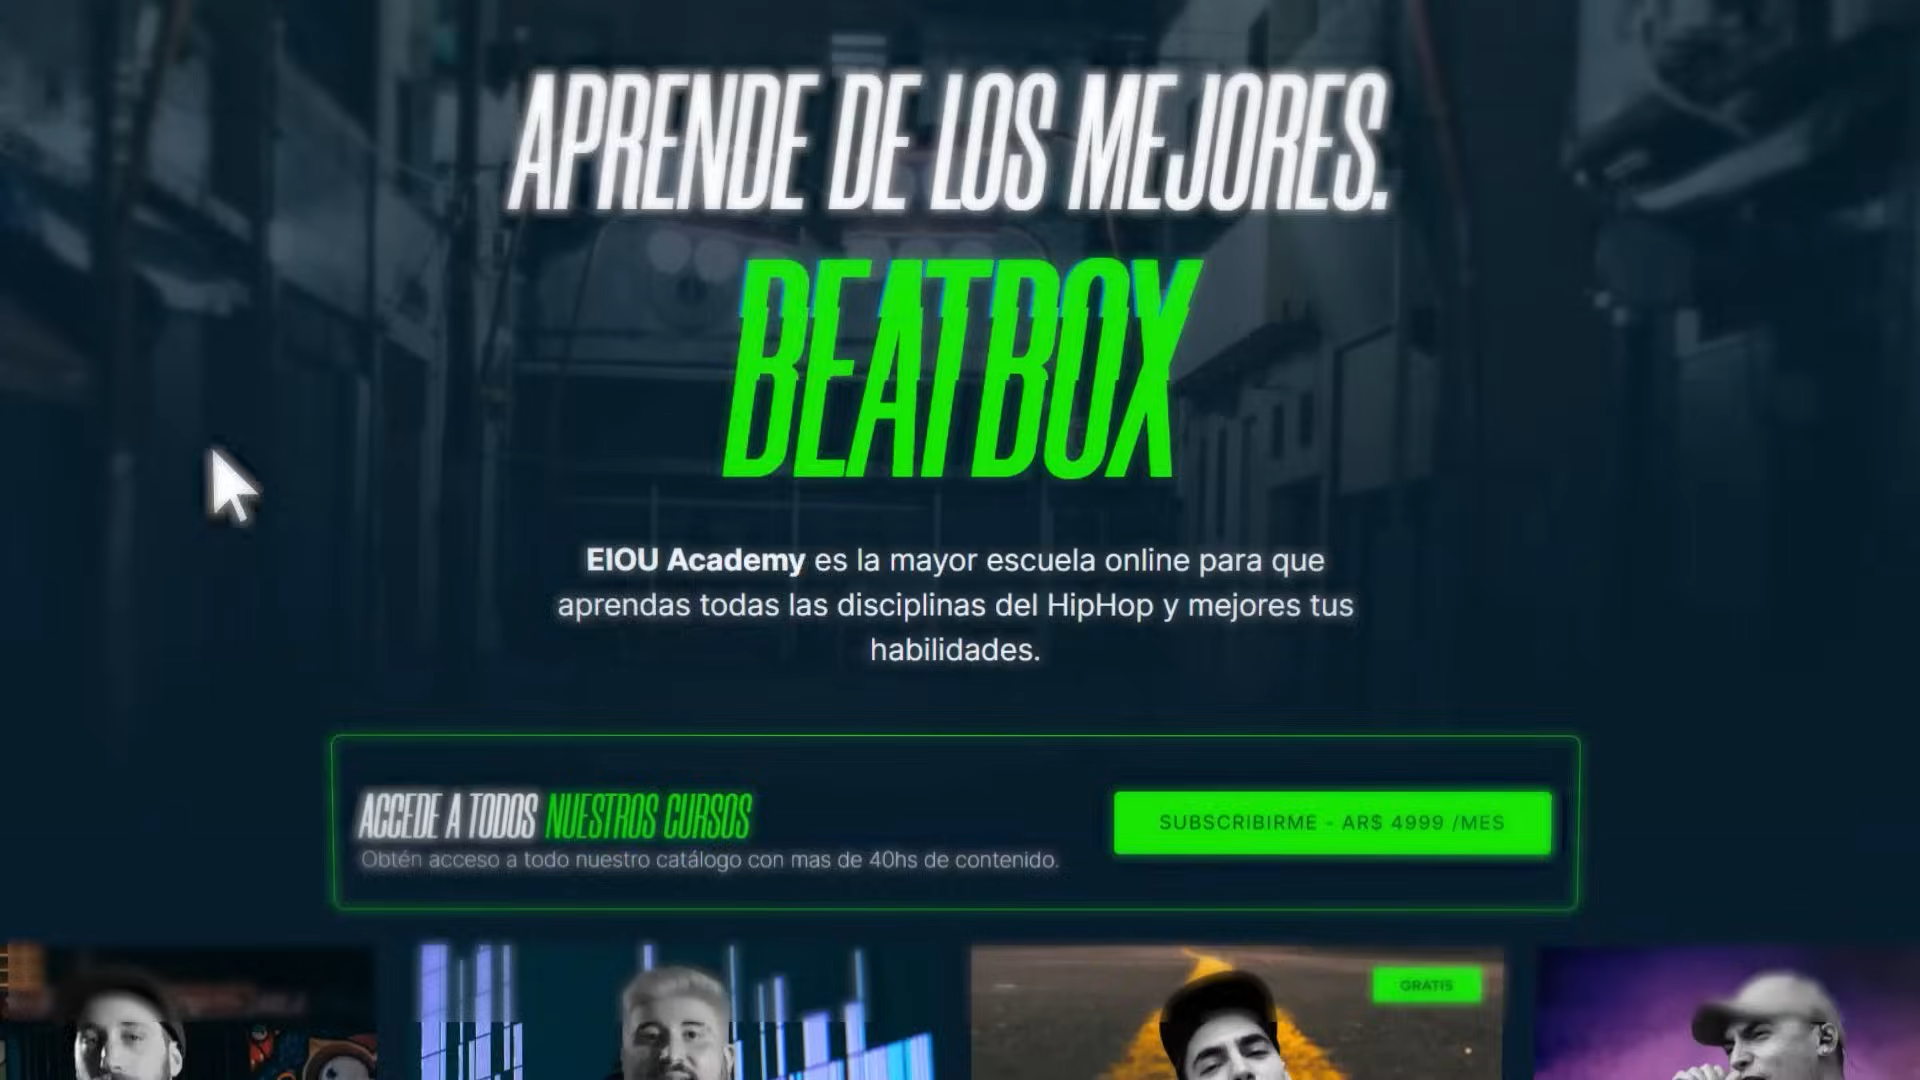 APRENDE DE LOS MEJORES.
BEATBOX
EIOU Academy es la mayor escuela online para que
aprendas todas las disciplinas del HipHop y mejores tus
habilidades.
ACCEDE A TODOS NUESTROS CURSOS
Obtén acceso a todo nuestro catálogo con mas de 40hs de contenido.
SUBSCRIBIRME - AR$ 4999 /MES
GRATIS